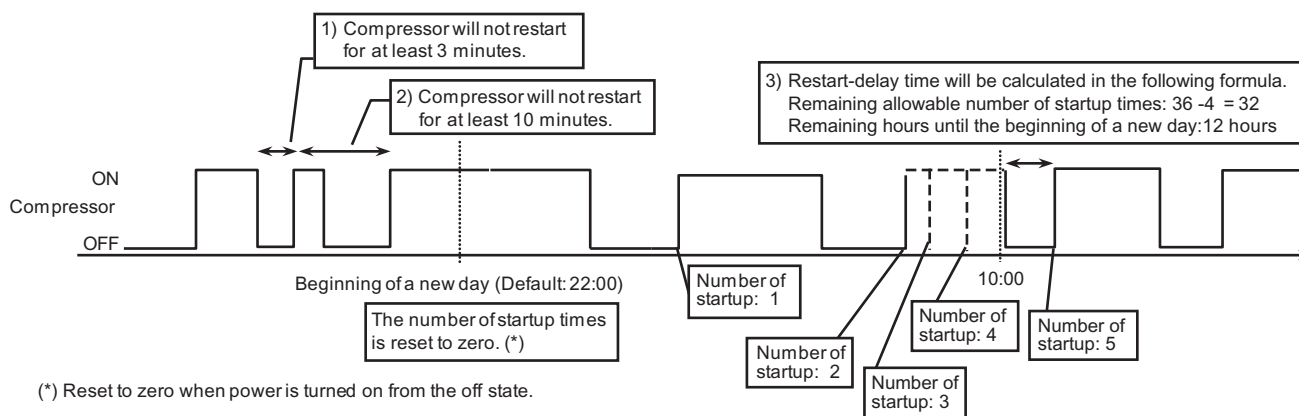 1) Compressor will not restart
for at least 3 minutes.
2) Compressor will not restart
for at least 10 minutes.
3) Restart-delay time will be calculated in the following formula.
Remaining allowable number of startup times: 36 -4 = 32
Remaining hours until the beginning of a new day:12 hours
ON
Compressor
OFF
Beginning of a new day (Default: 22:00)
The number of startup times
is reset to zero. (*)
Number of
startup: 1
Number of
startup: 2
Number of
startup: 3
Number of
startup: 4
10:00
Number of
startup: 5
(*) Reset to zero when power is turned on from the off state.